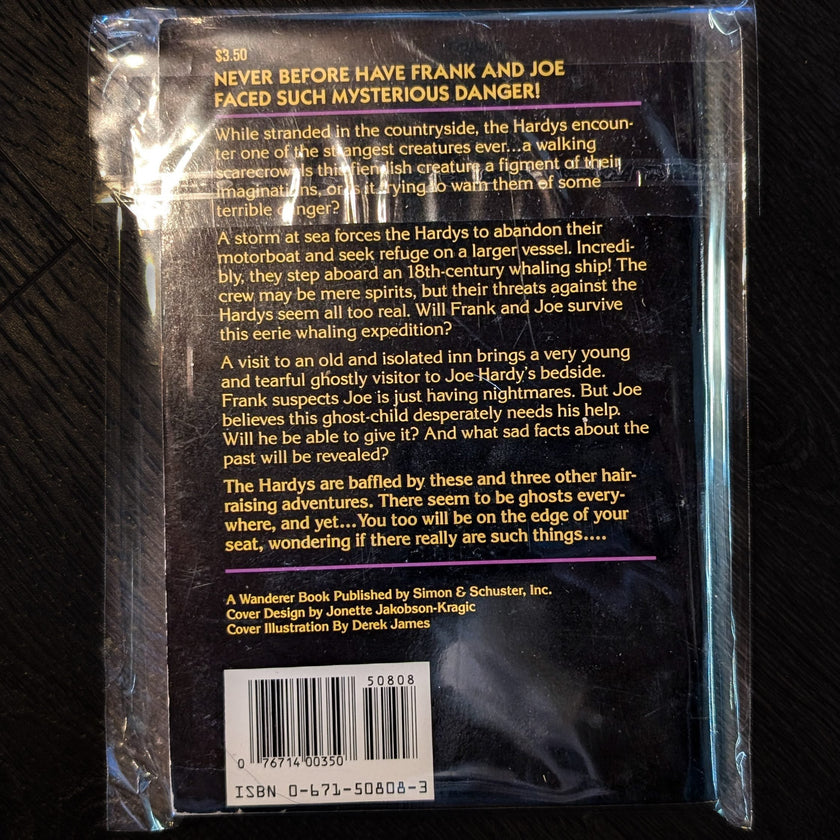 $3.50
NEVER BEFORE HAVE FRANK AND JOE
FACED SUCH MYSTERIOUS DANGER!
While stranded in the countryside, the Hardys encoun-
ter one of the strangest creatures ever...a walking
scarecrow. Is this fiendish creature a figment of their
imaginations, or is it trying to warn them of some
terrible danger?
A storm at sea forces the Hardys to abandon their
motorboat and seek refuge on a larger vessel. Incredi-
bly, they step aboard an 18th-century whaling ship! The
crew may be mere spirits, but their threats against the
Hardys seem all too real. Will Frank and Joe survive
this eerie whaling expedition?
A visit to an old and isolated inn brings a very young
and tearful ghostly visitor to Joe Hardy's bedside.
Frank suspects Joe is just having nightmares. But Joe
believes this ghost-child desperately needs his help.
Will he be able to give it? And what sad facts about the
past will be revealed?
The Hardys are baffled by these and three other hair-
raising adventures. There seem to be ghosts every-
where, and yet...You too will be on the edge of your
seat, wondering if there really are such things....
A Wanderer Book Published by Simon & Schuster, Inc.
Cover Design by Jonette Jakobson-Kragic
Cover Illustration By Derek James
50808
0 76714 00350
ISBN 0-671-50808-3